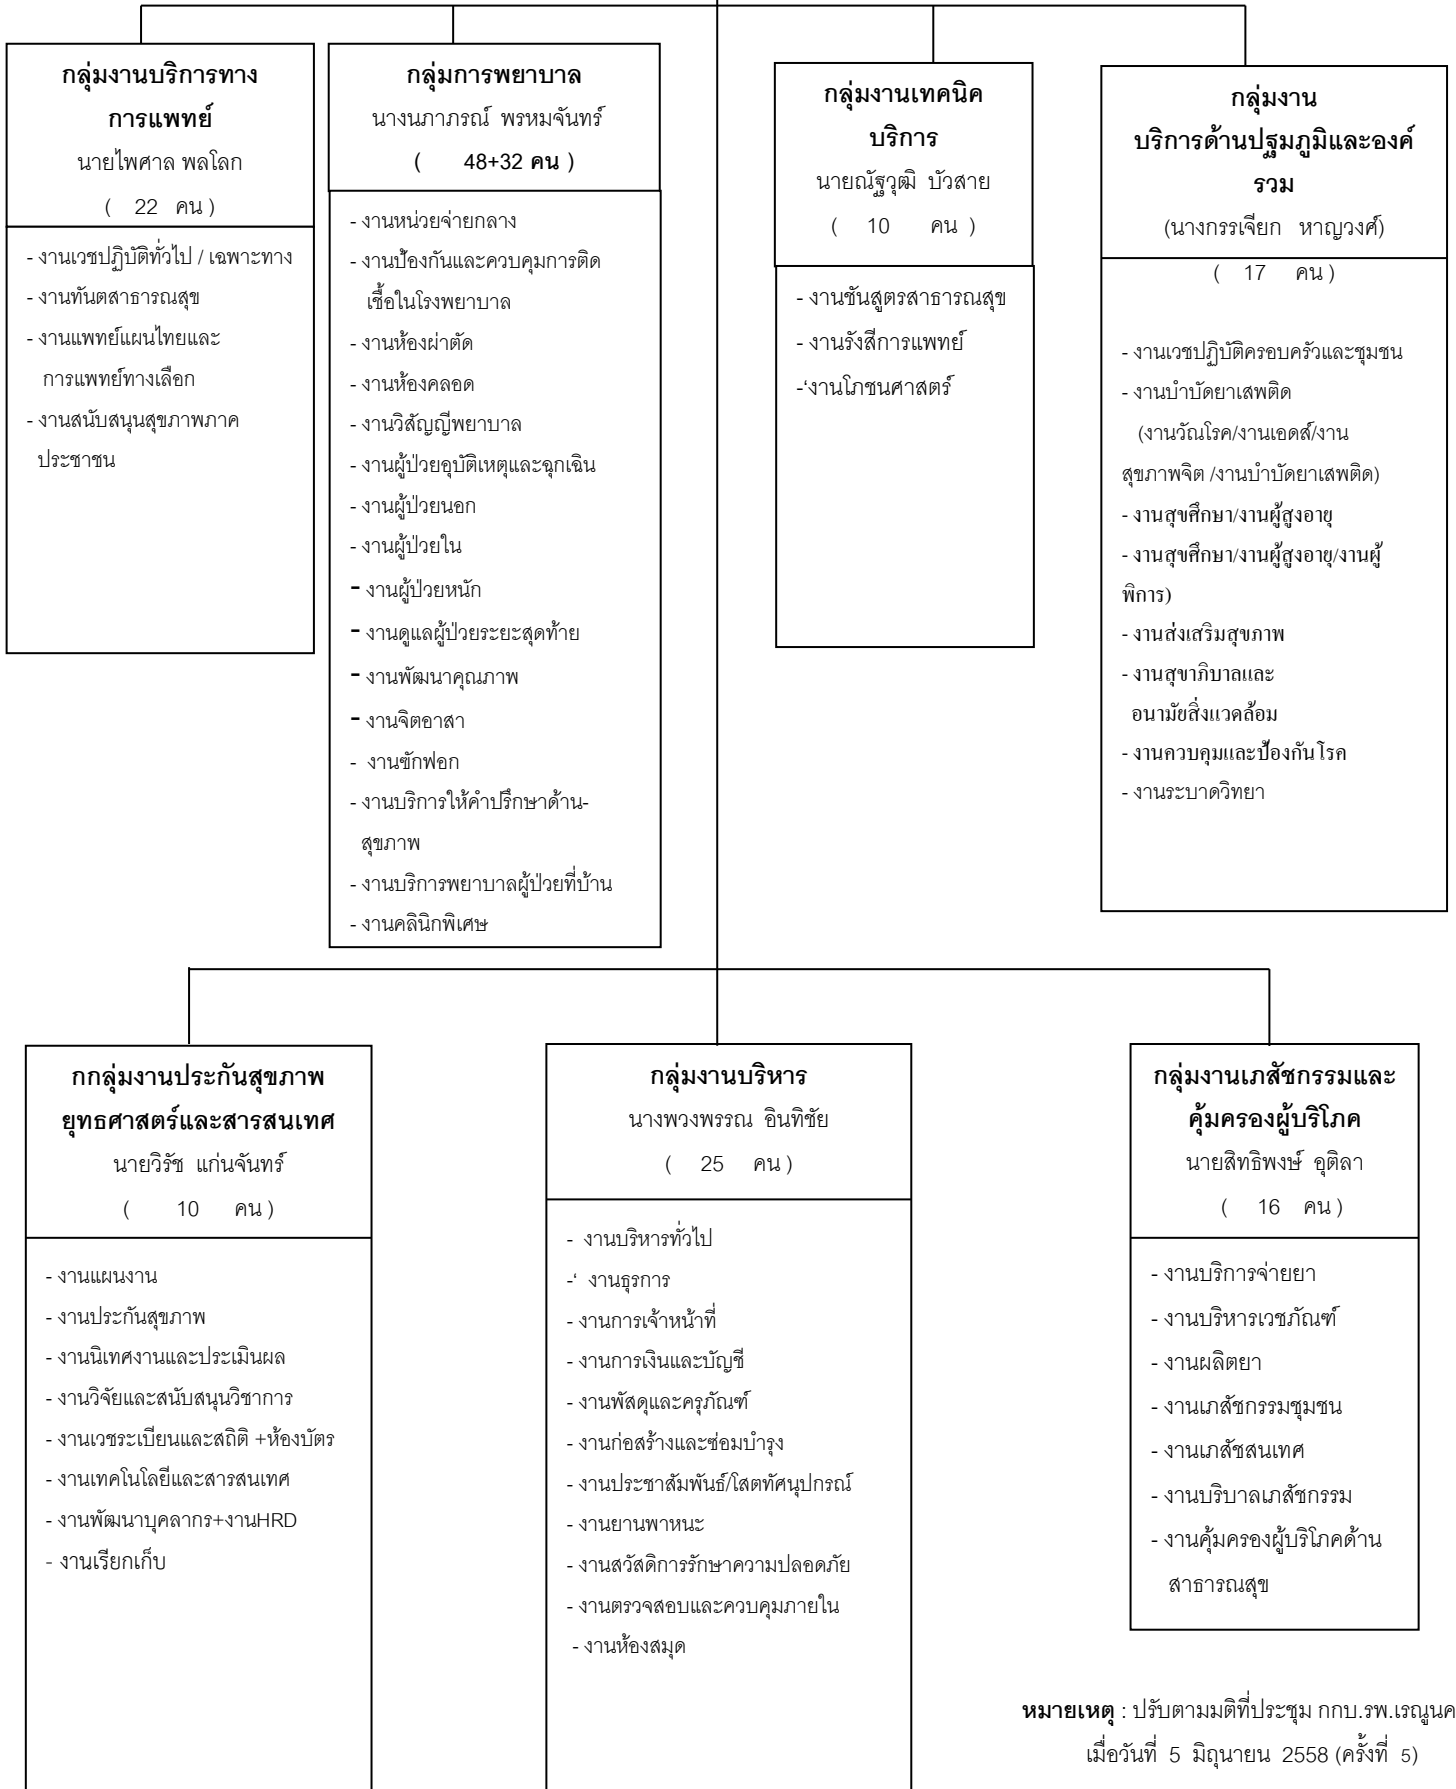 กลุ่มงานบริการทาง
การแพทย์
นายไพศาล พลโลก
( 22 คน )
- งานเวชปฏิบัติทั่วไป / เฉพาะทาง
- งานทันตสาธารณสุข
- งานแพทย์แผนไทยและ
การแพทย์ทางเลือก
- งานสนับสนุนสุขภาพภาค
ประชาชน
กลุ่มการพยาบาล
นางนภาภรณ์ พรหมจันทร์
( 48+32 คน )
- งานหน่วยจ่ายกลาง
- งานป้องกันและควบคุมการติด
เชื้อในโรงพยาบาล
- งานห้องผ่าตัด
- งานห้องคลอด
- งานวิสัญญีพยาบาล
- งานผู้ป่วยอุบัติเหตุและฉุกเฉิน
- งานผู้ป่วยนอก
- งานผู้ป่วยใน
- งานผู้ป่วยหนัก
- งานดูแลผู้ป่วยระยะสุดท้าย
- งานพัฒนาคุณภาพ
- งานจิตอาสา
- งานซักฟอก
- งานบริการให้คำปรึกษาด้าน-
สุขภาพ
- งานบริการพยาบาลผู้ป่วยที่บ้าน
- งานคลินิกพิเศษ
กลุ่มงานเทคนิค
บริการ
นายณัฐวุฒิ บัวสาย
( 10 คน )
- งานชันสูตรสาธารณสุข
- งานรังสีการแพทย์
-‘งานโภชนศาสตร์
กลุ่มงาน
บริการด้านปฐมภูมิและองค์
รวม
(นางกรรเจียก หาญวงศ์)
( 17 คน )
- งานเวชปฏิบัติครอบครัวและชุมชน
- งานบำบัดยาเสพติด
(งานวัณโรค/งานเอดส์/งาน
สุขภาพจิต /งานบำบัดยาเสพติด)
- งานสุขศึกษา/งานผู้สูงอายุ
- งานสุขศึกษา/งานผู้สูงอายุ/งานผู้
พิการ)
- งานส่งเสริมสุขภาพ
- งานสุขาภิบาลและ
อนามัยสิ่งแวดล้อม
- งานควบคุมและป้องกันโรค
- งานระบาดวิทยา
กกลุ่มงานประกันสุขภาพ
ยุทธศาสตร์และสารสนเทศ
นายวิรัช แก่นจันทร์
( 10 คน )
- งานแผนงาน
- งานประกันสุขภาพ
- งานนิเทศงานและประเมินผล
- งานวิจัยและสนับสนุนวิชาการ
- งานเวชระเบียนและสถิติ +ห้องบัตร
- งานเทคโนโลยีและสารสนเทศ
- งานพัฒนาบุคลากร+งานHRD
- งานเรียกเก็บ
กลุ่มงานบริหาร
นางพวงพรรณ อินทิชัย
( 25 คน )
- งานบริหารทั่วไป
-‘ งานธุรการ
- งานการเจ้าหน้าที่
- งานการเงินและบัญชี
- งานพัสดุและครุภัณฑ์
- งานก่อสร้างและซ่อมบำรุง
- งานประชาสัมพันธ์/โสตทัศนุปกรณ์
- งานยานพาหนะ
- งานสวัสดิการรักษาความปลอดภัย
- งานตรวจสอบและควบคุมภายใน
- งานห้องสมุด
กลุ่มงานเภสัชกรรมและ
คุ้มครองผู้บริโภค
นายสิทธิพงษ์ อุติลา
( 16 คน )
- งานบริการจ่ายยา
- งานบริหารเวชภัณฑ์
- งานผลิตยา
- งานเภสัชกรรมชุมชน
- งานเภสัชสนเทศ
- งานบริบาลเภสัชกรรม
- งานคุ้มครองผู้บริโภคด้าน
สาธารณสุข
หมายเหตุ : ปรับตามมติที่ประชุม กกบ.รพ.เรณูนค
เมื่อวันที่ 5 มิถุนายน 2558 (ครั้งที่ 5)